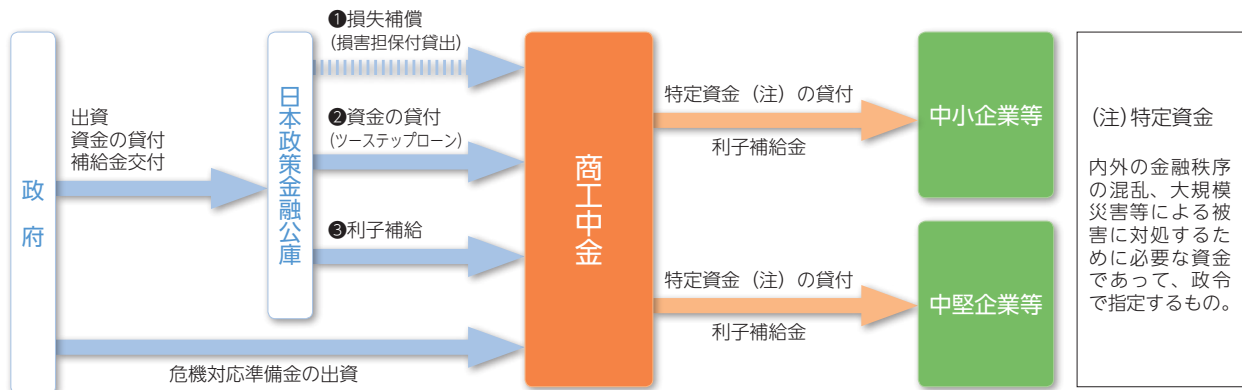 政府
出資
資金の貸付
補給金交付
日本政策金融公庫
❶損失補償
(損害担保付貸出)
❷資金の貸付
(ツーステップローン)
❸利子補給
危機対応準備金の出資
商工中金
特定資金（注）の貸付
利子補給金
中小企業等
特定資金（注）の貸付
利子補給金
中堅企業等
(注)特定資金
内外の金融秩序
の混乱、大規模
災害等による被
害に対処するた
めに必要な資金
であって、政令
で指定するもの。